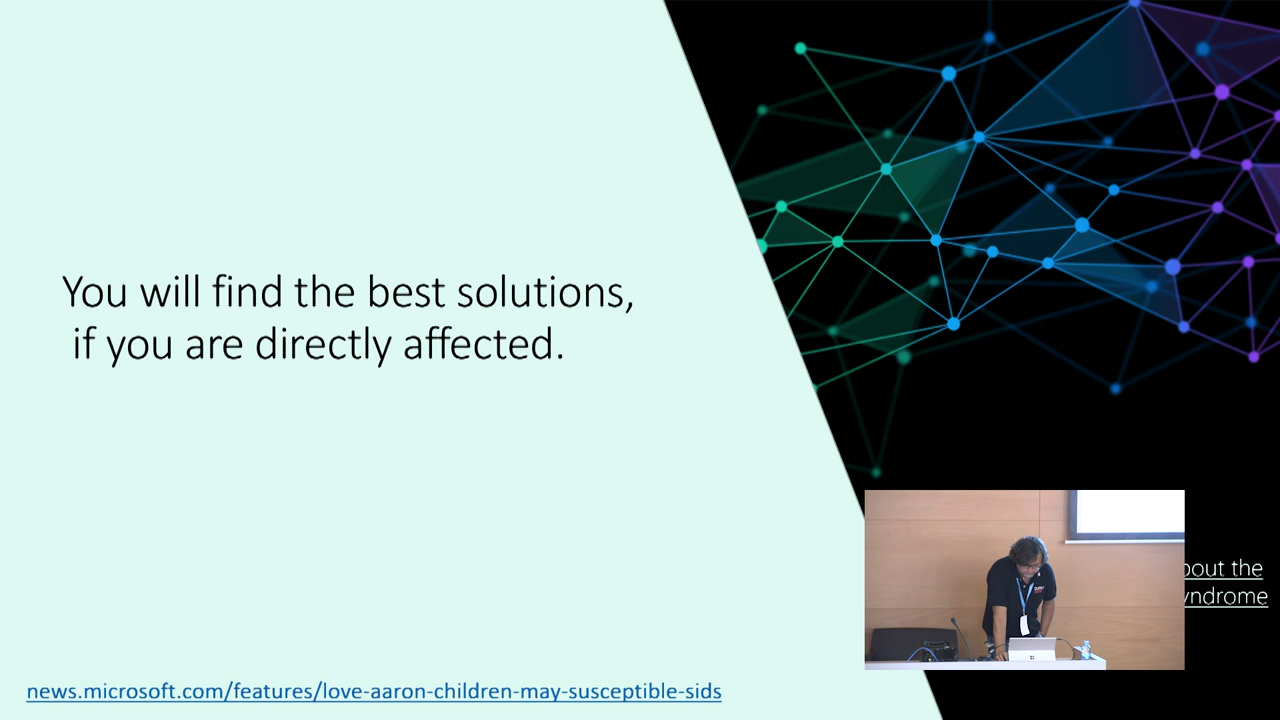 You will find the best solutions,
if you are directly affected.
bout the
yndrome
news.microsoft.com/features/love-aaron-children-may-susceptible-sids